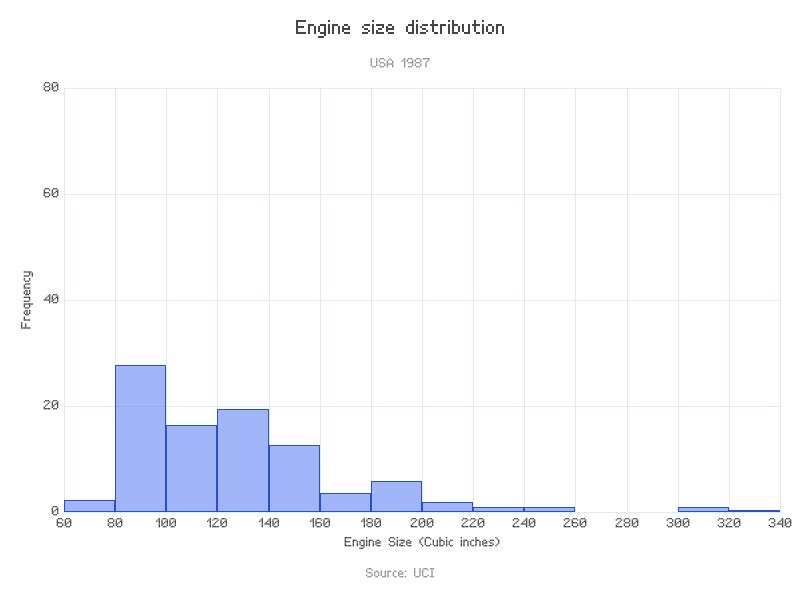 Engine size distribution
USA 1987
80
60
40
20
0
Frequency
60 80 100 120 140 160 180 200 220 240 260 280 300 320 340
Engine Size (Cubic inches)
Source: UCI